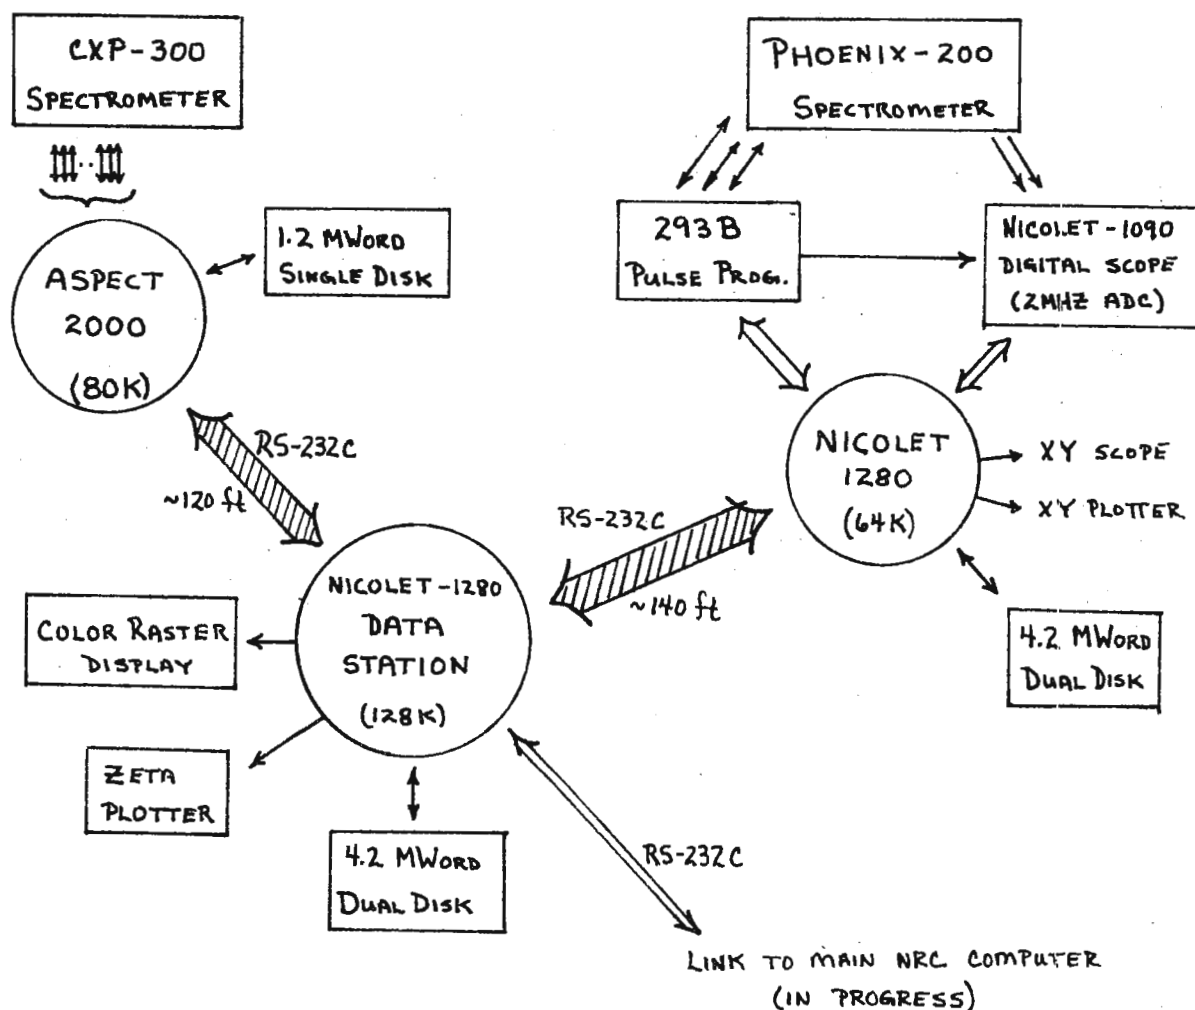 CXP-300
SPECTROMETER
PHOENIX-200
SPECTROMETER
1.2 MWORD
SINGLE DISK
ASPECT
2000
(80K)
293B
PULSE PROG.
NICOLET-1090
DIGITAL SCOPE
(2MHZ ADC)
RS-232C
~120 ft
NICOLET
1280
(64K)
XY SCOPE
XY PLOTTER
RS-232C
~140 ft
NICOLET-1280
DATA
STATION
(128K)
COLOR RASTER
DISPLAY
4.2 MWORD
DUAL DISK
ZETA
PLOTTER
4.2 MWORD
DUAL DISK
RS-232C
LINK TO MAIN NRC COMPUTER
(IN PROGRESS)